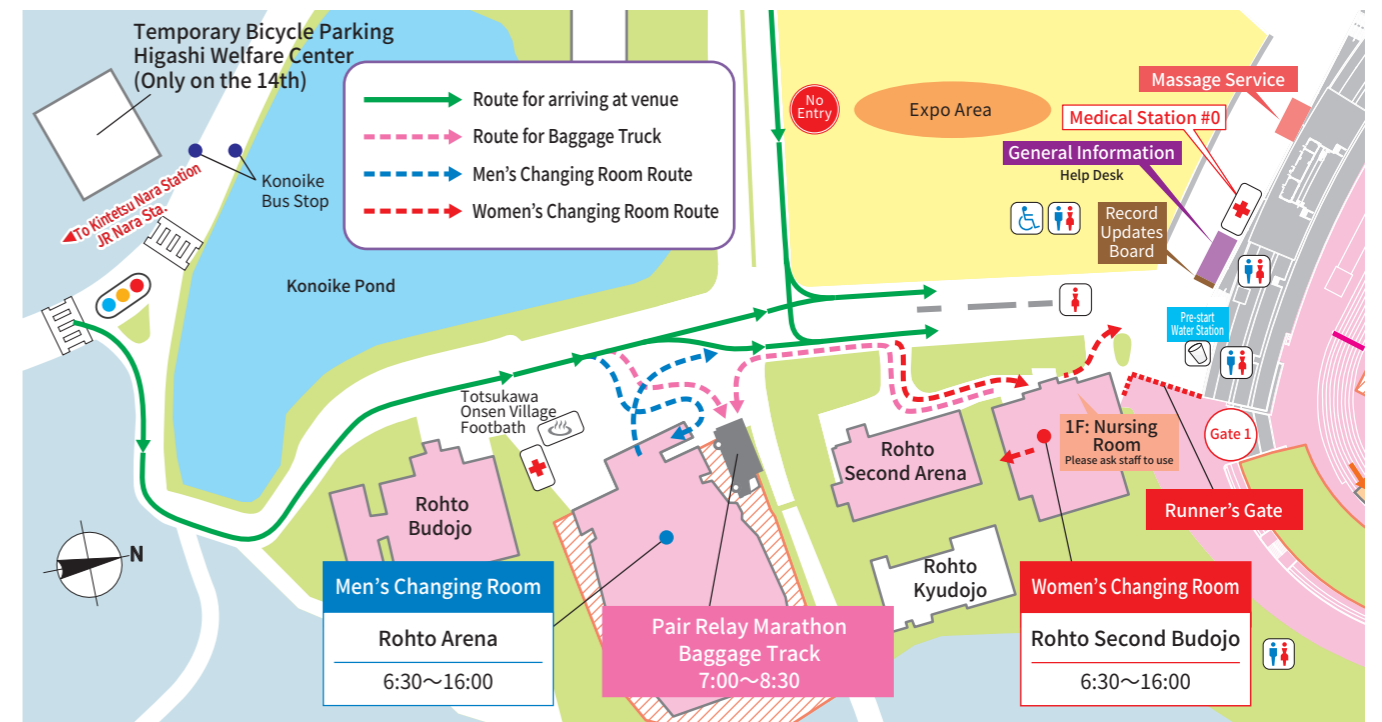 Temporary Bicycle Parking
Higashi Welfare Center
(Only on the 14th)
Route for arriving at venue
Route for Baggage Truck
Men's Changing Room Route
Women's Changing Room Route
Konoike
Bus Stop
To Kintetsu Nara Station
JR Nara Sta.
Konoike Pond
No
Entry
Expo Area
Massage Service
Medical Station #0
General Information
Help Desk
Record
Updates
Board
Pre-start
Water Station
Totsukawa
Onsen Village
Footbath
Rohto
Budojo
Rohto
Second Arena
1F: Nursing
Room
Please ask staff to use
Gate 1
Runner's Gate
Rohto
Kyudojo
N
Men's Changing Room
Rohto Arena
6:30～16:00
Pair Relay Marathon
Baggage Track
7:00～8:30
Women's Changing Room
Rohto Second Budojo
6:30～16:00